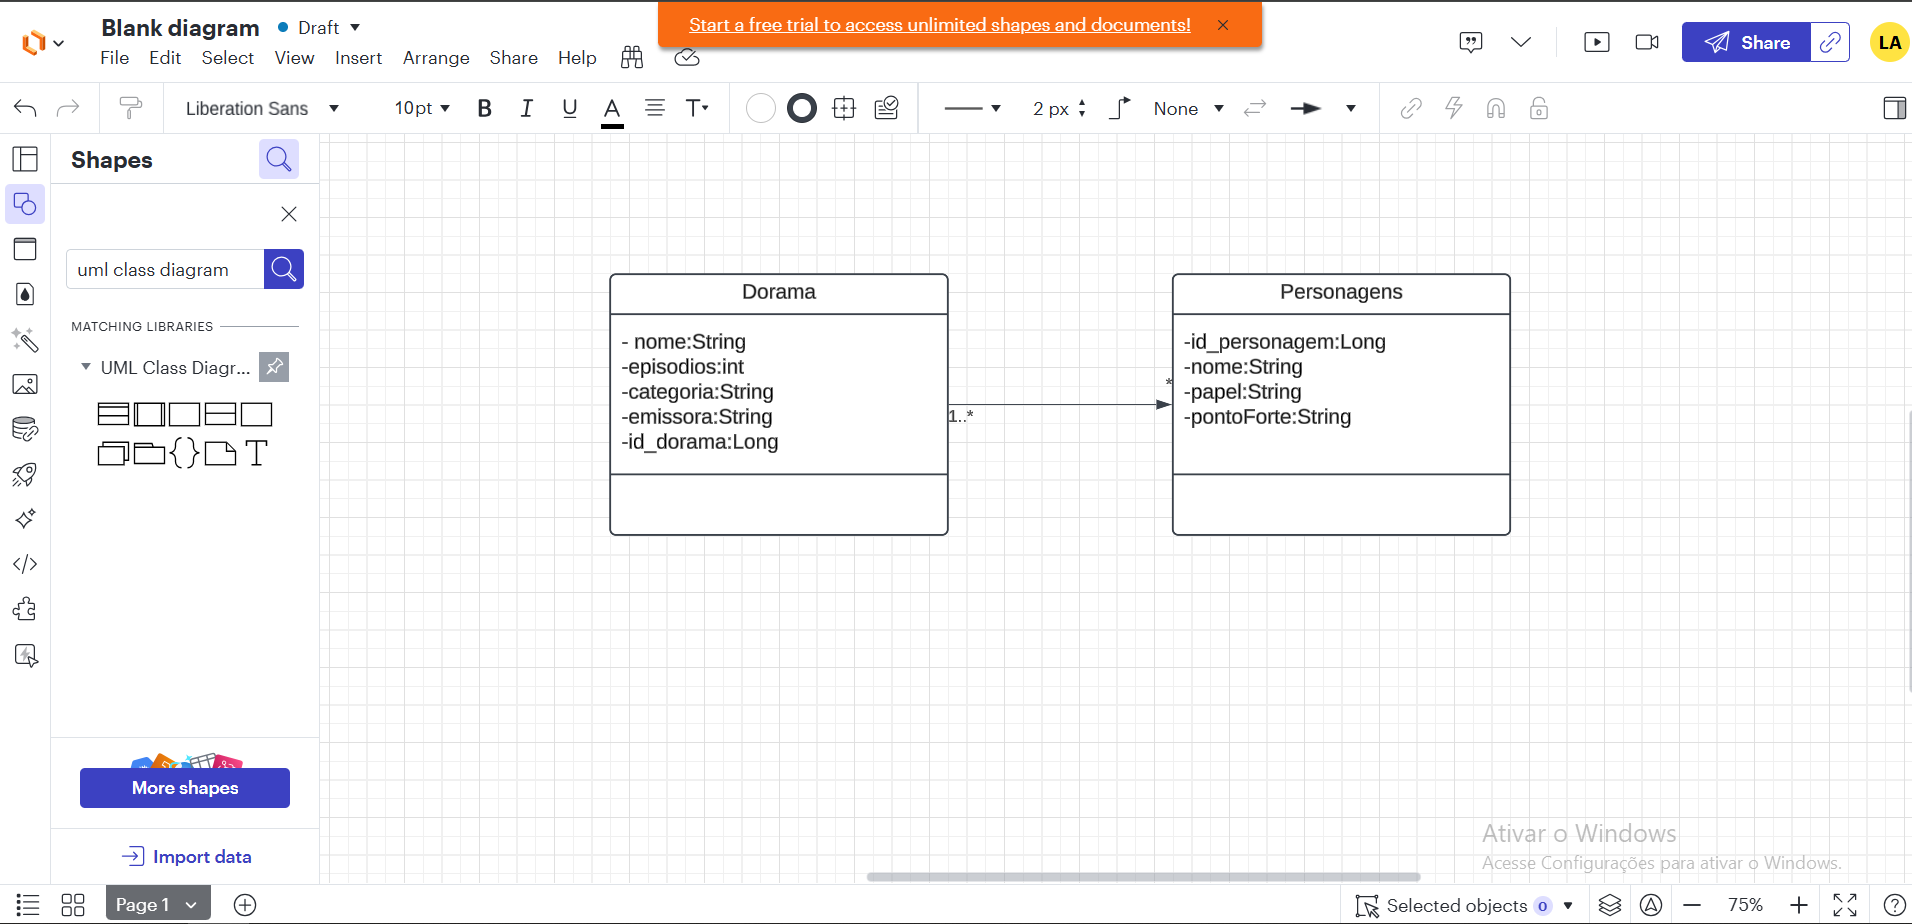 Start a free trial to access unlimited shapes and documents!
Blank diagram
Draft
File Edit Select View Insert Arrange Share Help
Share
LA
Liberation Sans
10pt
B I U A T
2 px
None
Shapes
uml class diagram
MATCHING LIBRARIES
UML Class Diagr...
{} T
More shapes
Import data
Dorama
- nome:String
-episodios:int
-categoria:String
-emissora:String
-id_dorama:Long
1..*
*
Personagens
-id_personagem:Long
-nome:String
-papel:String
-pontoForte:String
Ativar o Windows
Acesse Configurações para ativar o Windows.
Page 1
Selected objects 0
75%